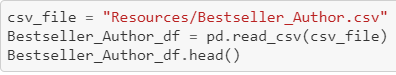 csv_file = "Resources/Bestseller_Author.csv"
Bestseller_Author_df = pd.read_csv(csv_file)
Bestseller_Author_df.head()